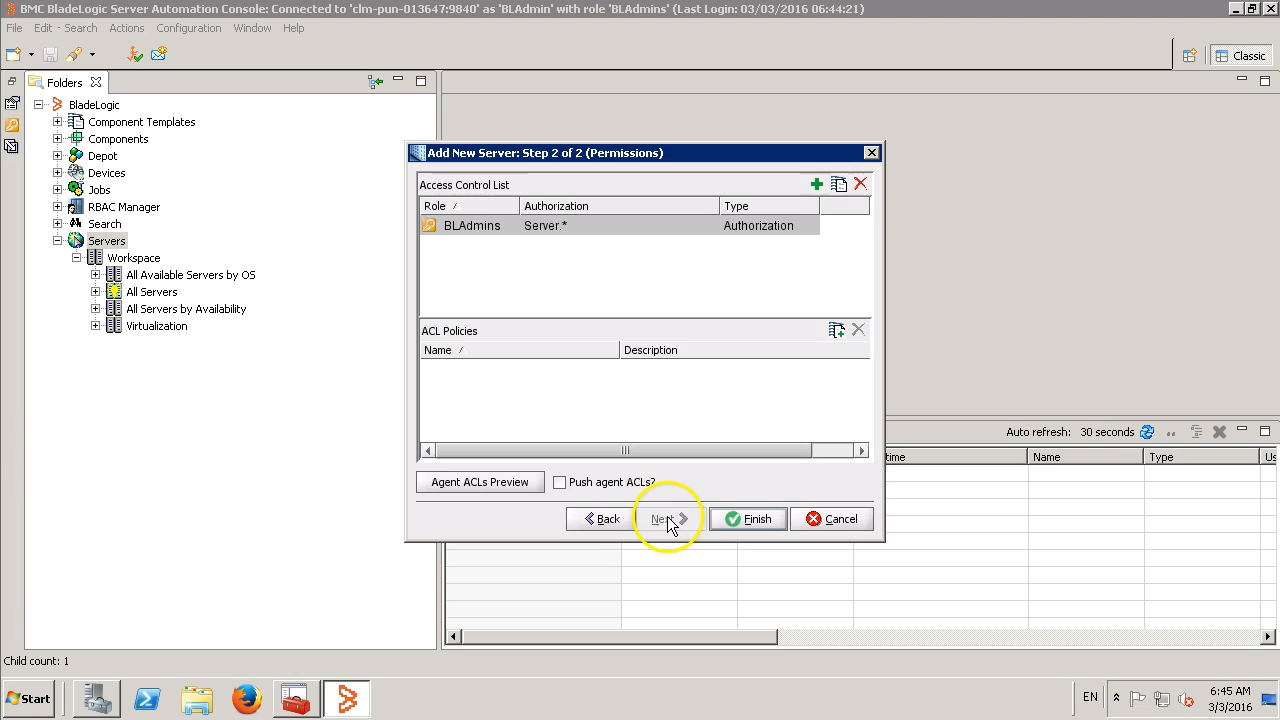 BMC BladeLogic Server Automation Console: Connected to 'clm-pun-013647:9840' as 'BLAdmin' with role 'BLAdmins' (Last Login: 03/03/2016 06:44:21)
File Edit Search Actions Configuration Window Help
Classic
Folders
BladeLogic
Component Templates
Components
Depot
Devices
Jobs
RBAC Manager
Search
Servers
Workspace
All Available Servers by OS
All Servers
All Servers by Availability
Virtualization
Add New Server: Step 2 of 2 (Permissions)
Access Control List
Role Authorization Type
BLAdmins Server.* Authorization
ACL Policies
Name Description
Agent ACLs Preview Push agent ACLs?
Back Next Finish Cancel
Auto refresh: 30 seconds
time Name Type Us
Child count: 1
Start
EN
6:45 AM
3/3/2016